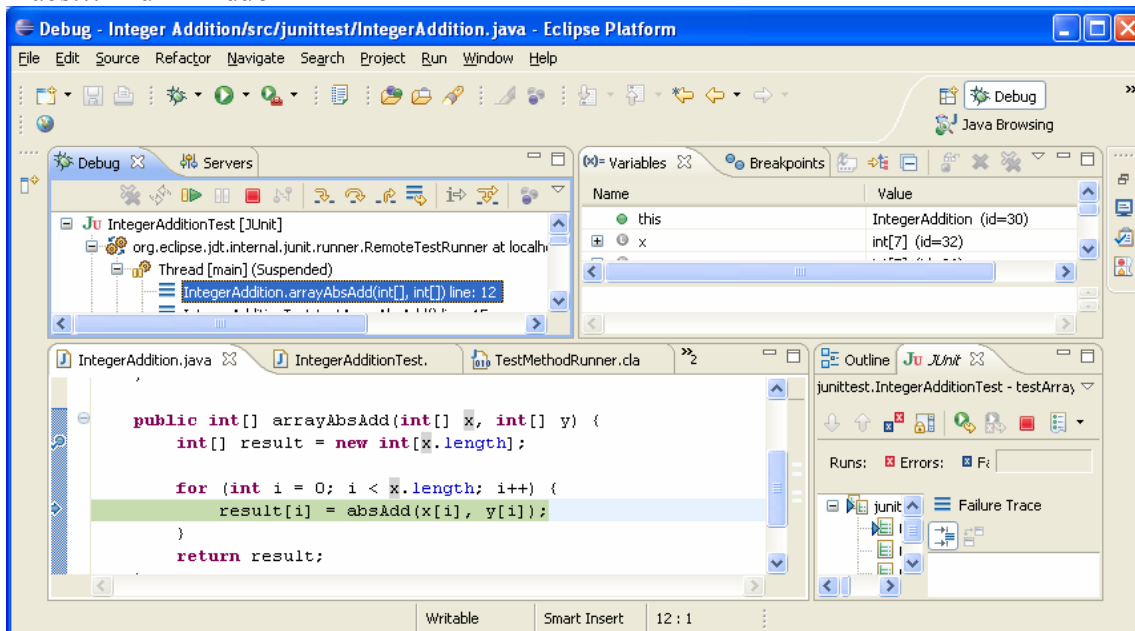 Debug - Integer Addition/src/junittest/IntegerAddition.java - Eclipse Platform
File Edit Source Refactor Navigate Search Project Run Window Help
Debug
Java Browsing
Debug Servers
IntegerAdditionTest [JUnit]
org.eclipse.jdt.internal.junit.runner.RemoteTestRunner at localh
Thread [main] (Suspended)
IntegerAddition.arrayAbsAdd(int[], int[]) line: 12
Variables Breakpoints
Name Value
this IntegerAddition (id=30)
x int[7] (id=32)
IntegerAddition.java IntegerAdditionTest. TestMethodRunner.cla »2
public int[] arrayAbsAdd(int[] x, int[] y) {
int[] result = new int[x.length];
for (int i = 0; i < x.length; i++) {
result[i] = absAdd(x[i], y[i]);
}
return result;
Outline JUnit
junittest.IntegerAdditionTest - testArray
Runs: Errors: Fa
junit Failure Trace
Writable Smart Insert 12 : 1